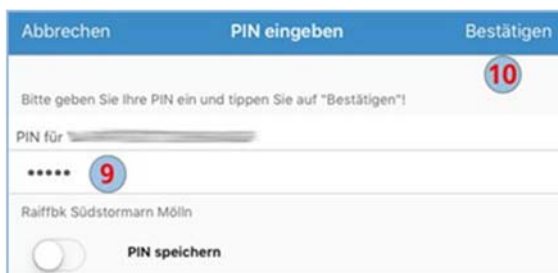 Abbrechen PIN eingeben Bestätigen
10
Bitte geben Sie Ihre PIN ein und tippen Sie auf "Bestätigen"!
PIN für
••••• 9
Raiffbk Südstormarn Mölln
PIN speichern